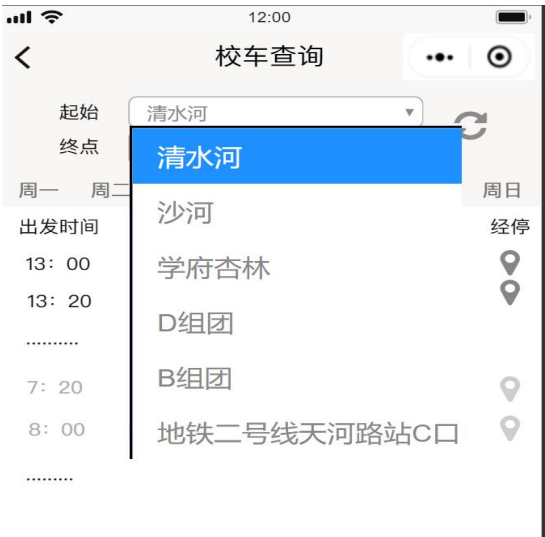 12:00
校车查询
起始 清水河
终点
清水河
周一 周二 周日
沙河
出发时间 经停
13：00 学府杏林
13：20
D组团
··········
7：20 B组团
8：00 地铁二号线天河路站C口
·········